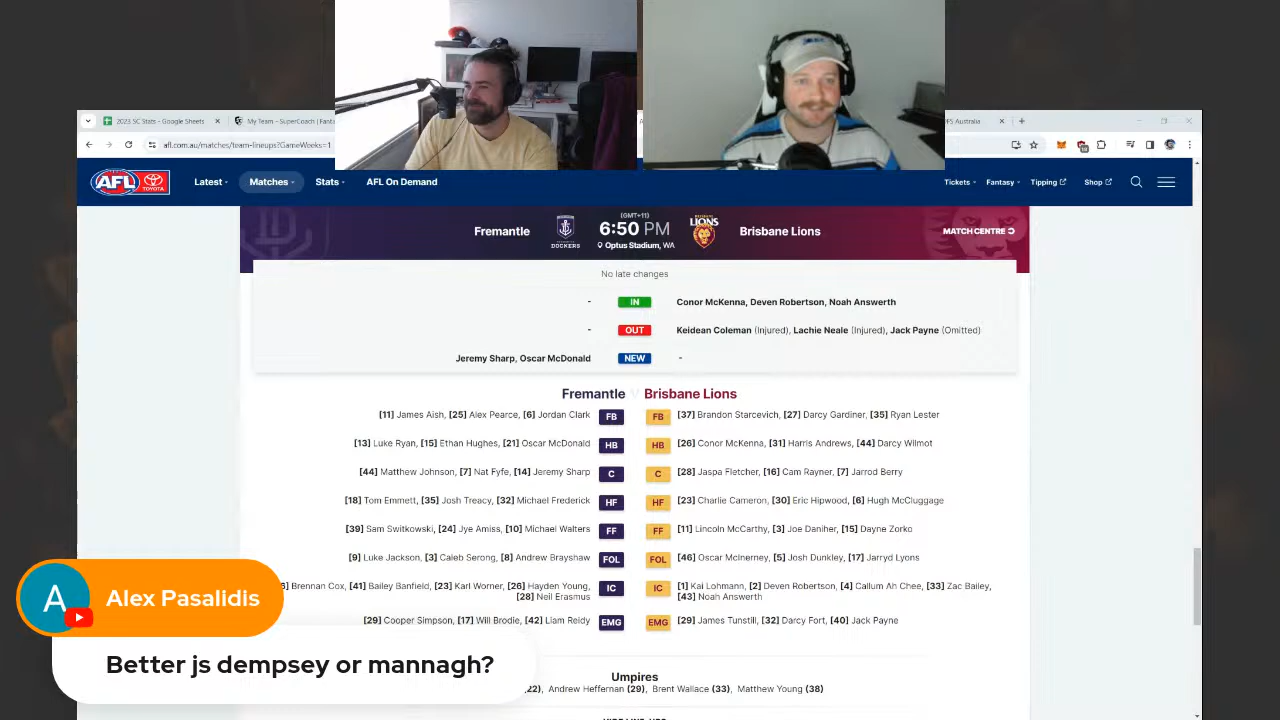 2023 SC Stats - Google Sheets
My Team - SuperCoach (Fanta
PPS Australia
afl.com.au/matches/team-lineups?GameWeeks=1
AFL
TOYOTA
Latest
Matches
Stats
AFL On Demand
Tickets
Fantasy
Tipping
Shop
Fremantle
DOCKERS
(GMT+11)
6:50 PM
Optus Stadium, WA
BRISBANE
LIONS
Brisbane Lions
MATCH CENTRE
No late changes
- IN Conor McKenna, Deven Robertson, Noah Answerth
- OUT Keidean Coleman (Injured), Lachie Neale (Injured), Jack Payne (Omitted)
Jeremy Sharp, Oscar McDonald NEW -
Fremantle V Brisbane Lions
[11] James Aish, [25] Alex Pearce, [6] Jordan Clark FB FB [37] Brandon Starcevich, [27] Darcy Gardiner, [35] Ryan Lester
[13] Luke Ryan, [15] Ethan Hughes, [21] Oscar McDonald HB HB [26] Conor McKenna, [31] Harris Andrews, [44] Darcy Wilmot
[44] Matthew Johnson, [7] Nat Fyfe, [14] Jeremy Sharp C C [28] Jaspa Fletcher, [16] Cam Rayner, [7] Jarrod Berry
[18] Tom Emmett, [35] Josh Treacy, [32] Michael Frederick HF HF [23] Charlie Cameron, [30] Eric Hipwood, [6] Hugh McCluggage
[39] Sam Switkowski, [24] Jye Amiss, [10] Michael Walters FF FF [11] Lincoln McCarthy, [3] Joe Daniher, [15] Dayne Zorko
[9] Luke Jackson, [3] Caleb Serong, [8] Andrew Brayshaw FOL FOL [46] Oscar McInerney, [5] Josh Dunkley, [17] Jarryd Lyons
Brennan Cox, [41] Bailey Banfield, [23] Karl Worner, [26] Hayden Young, IC IC [1] Kai Lohmann, [2] Deven Robertson, [4] Callum Ah Chee, [33] Zac Bailey,
[28] Neil Erasmus [43] Noah Answerth
[29] Cooper Simpson, [17] Will Brodie, [42] Liam Reidy EMG EMG [29] James Tunstill, [32] Darcy Fort, [40] Jack Payne
Umpires
22), Andrew Heffernan (29), Brent Wallace (33), Matthew Young (38)
A
Alex Pasalidis
Better js dempsey or mannagh?